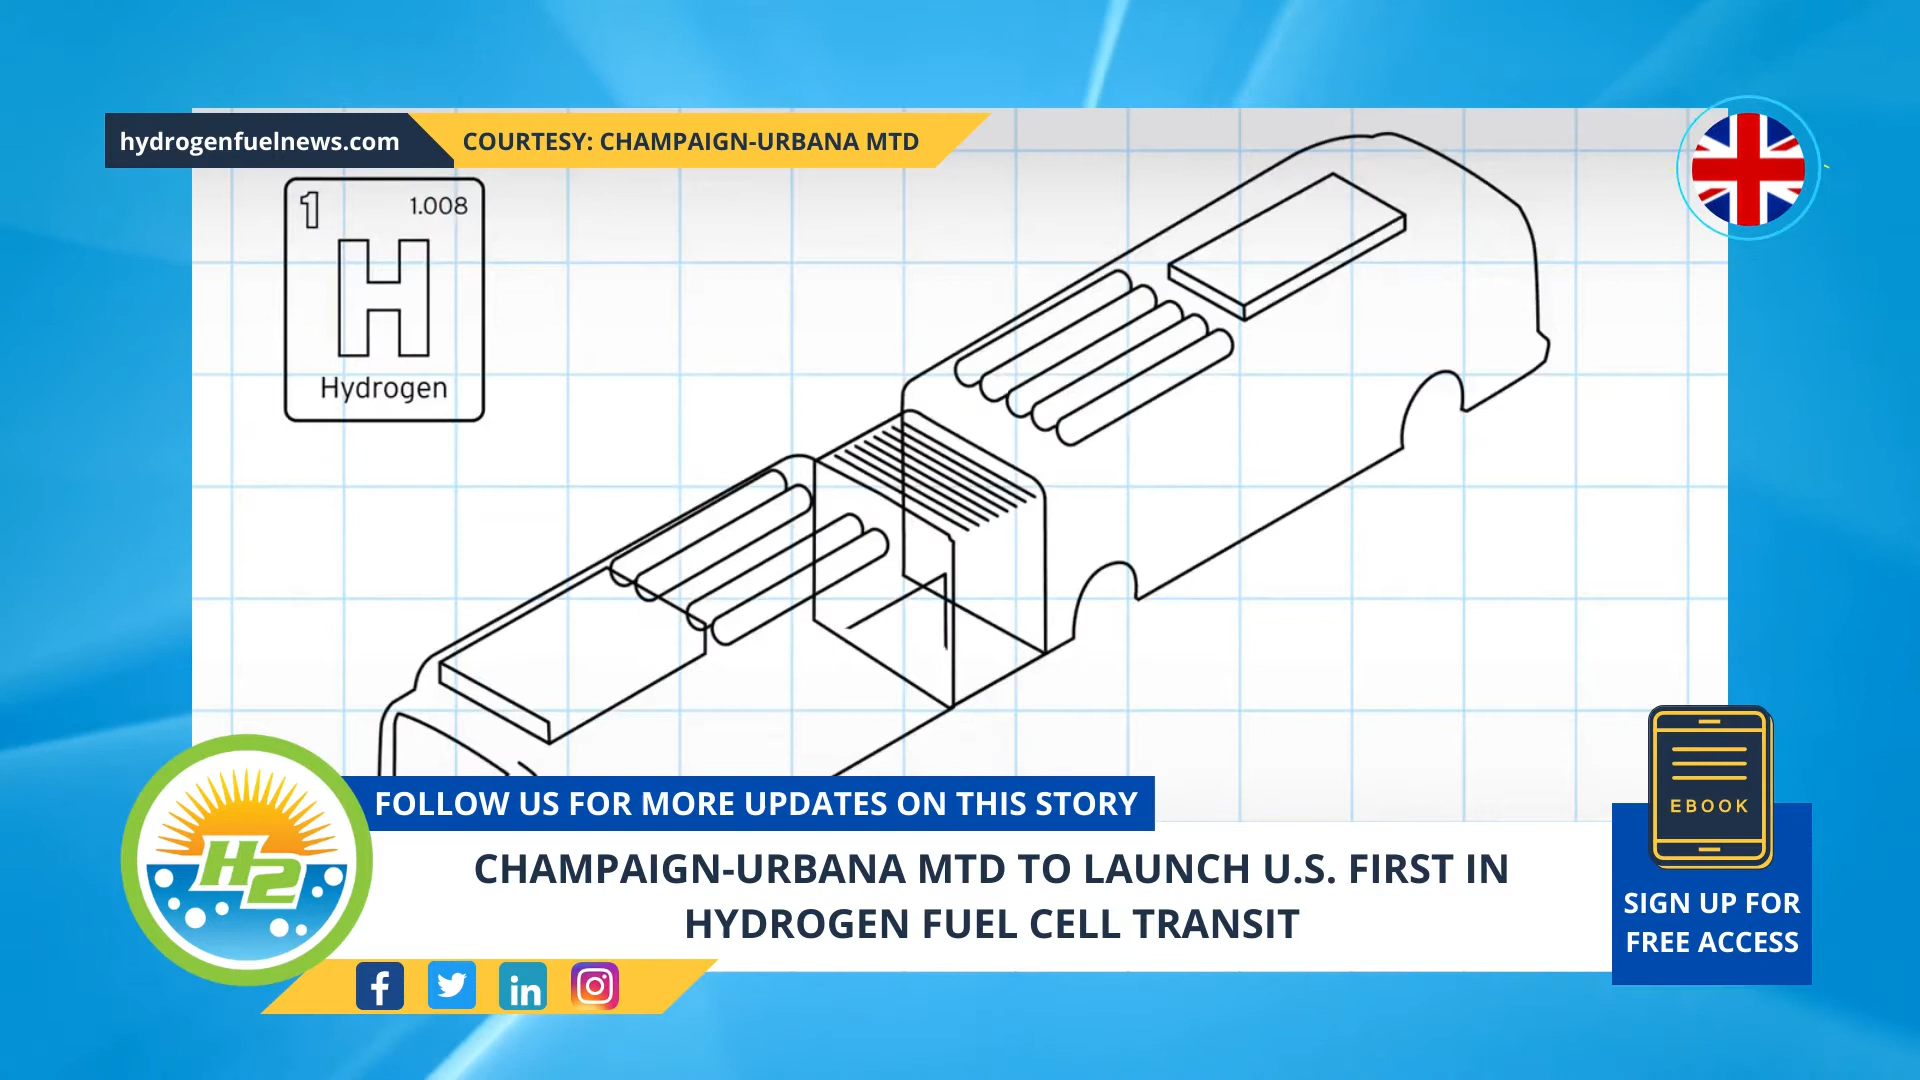 hydrogenfuelnews.com
COURTESY: CHAMPAIGN-URBANA MTD
1
1.008
H
Hydrogen
FOLLOW US FOR MORE UPDATES ON THIS STORY
CHAMPAIGN-URBANA MTD TO LAUNCH U.S. FIRST IN
HYDROGEN FUEL CELL TRANSIT
H2
EBOOK
SIGN UP FOR
FREE ACCESS
f
in